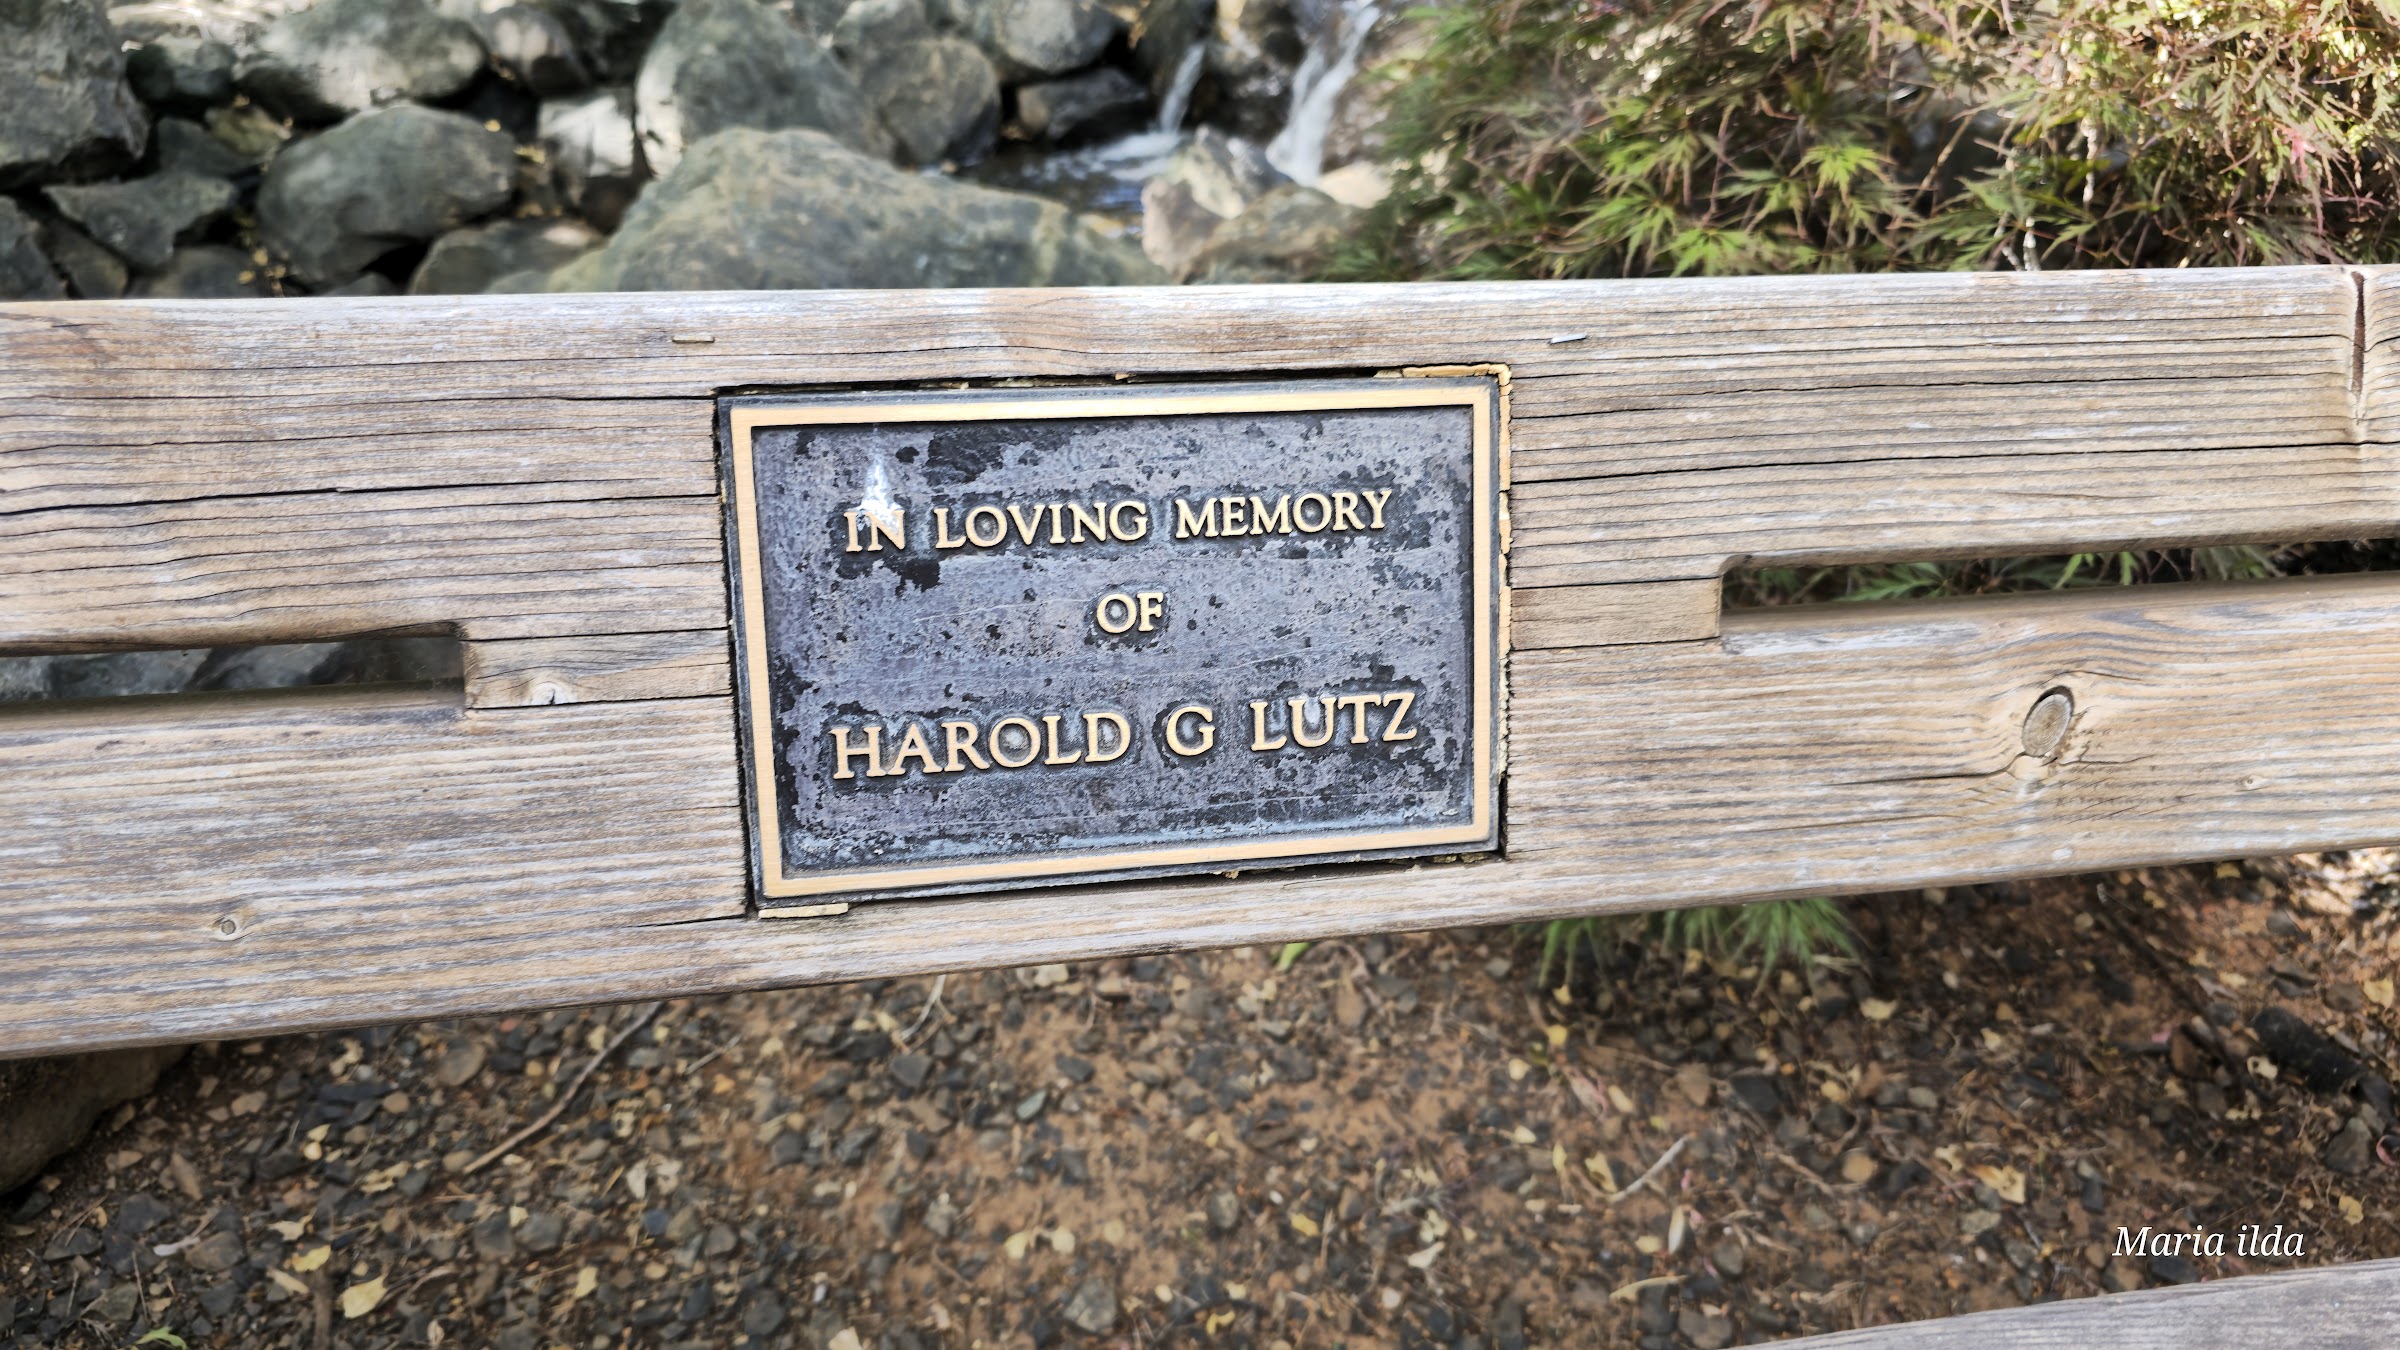 IN LOVING MEMORY
OF
HAROLD G LUTZ
Maria ilda